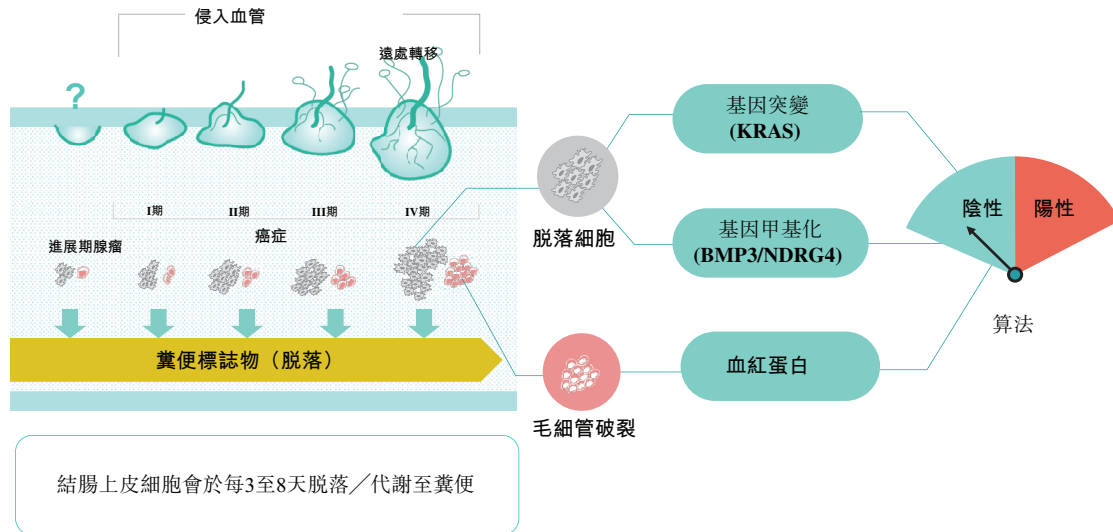 侵入血管
遠處轉移
?
I期
II期
III期
IV期
癌症
進展期腺瘤
糞便標誌物（脱落）
結腸上皮細胞會於每3至8天脱落／代謝至糞便
脱落細胞
毛細管破裂
基因突變
(KRAS)
基因甲基化
(BMP3/NDRG4)
血紅蛋白
陰性
陽性
算法